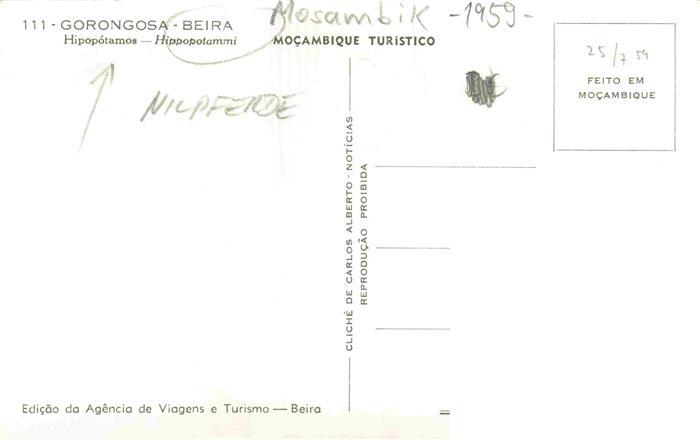 Mosambik -1959-
111 - GORONGOSA - BEIRA
Hipopótamos — Hippopotammi
MOÇAMBIQUE TURÍSTICO
NILPFERDE
25/7 59
FEITO EM
MOÇAMBIQUE
CLICHÉ DE CARLOS ALBERTO - NOTÍCIAS
REPRODUÇÃO PROIBIDA
Edição da Agência de Viagens e Turismo — Beira